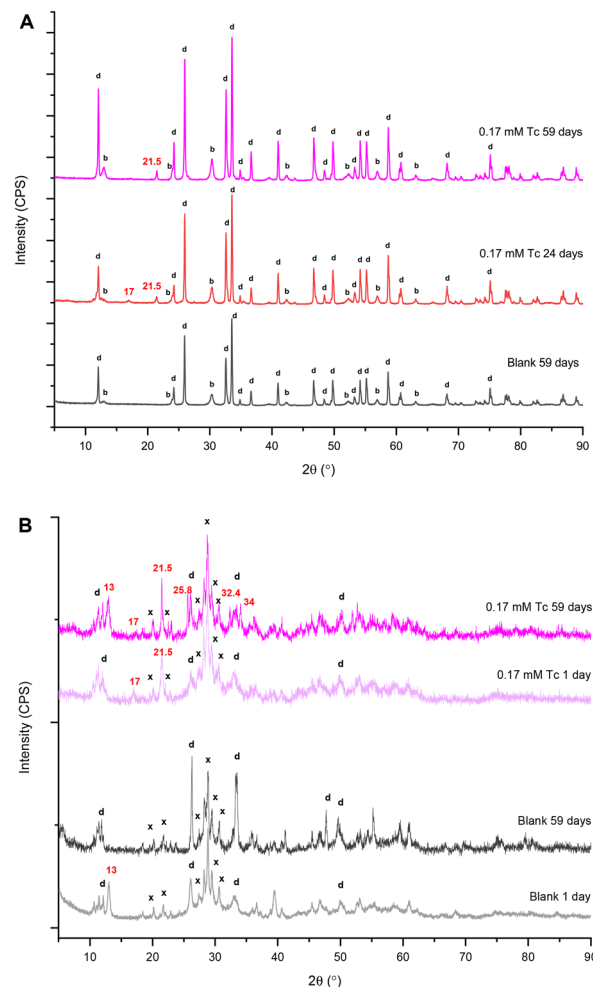 A
d
d
d
d
0.17 mM Tc 59 days
b
21.5
d
b
b
d
d
d
b
d
d
b
d
d
d
b
d
d
b
d
d
0.17 mM Tc 24 days
d
b
17
21.5
d
b
d
b
d
d
d
d
d
b
d
d
b
d
d
b
d
d
b
d
d
Blank 59 days
d
b
d
b
d
b
d
d
d
d
d
b
d
d
b
d
d
b
d
d
b
d
d
Intensity (CPS)
10 20 30 40 50 60 70 80 90
2θ (°)
B
x
21.5
d
13
17
x
x
25.8
d
x
x
x
32.4
d
34
d
0.17 mM Tc 59 days
d
17
x
21.5
x
d
x
x
x
d
d
0.17 mM Tc 1 day
d
x
x
d
x
x
x
x
d
d
d
Blank 59 days
d
13
x
x
d
x
x
x
d
d
Blank 1 day
Intensity (CPS)
10 20 30 40 50 60 70 80 90
2θ (°)